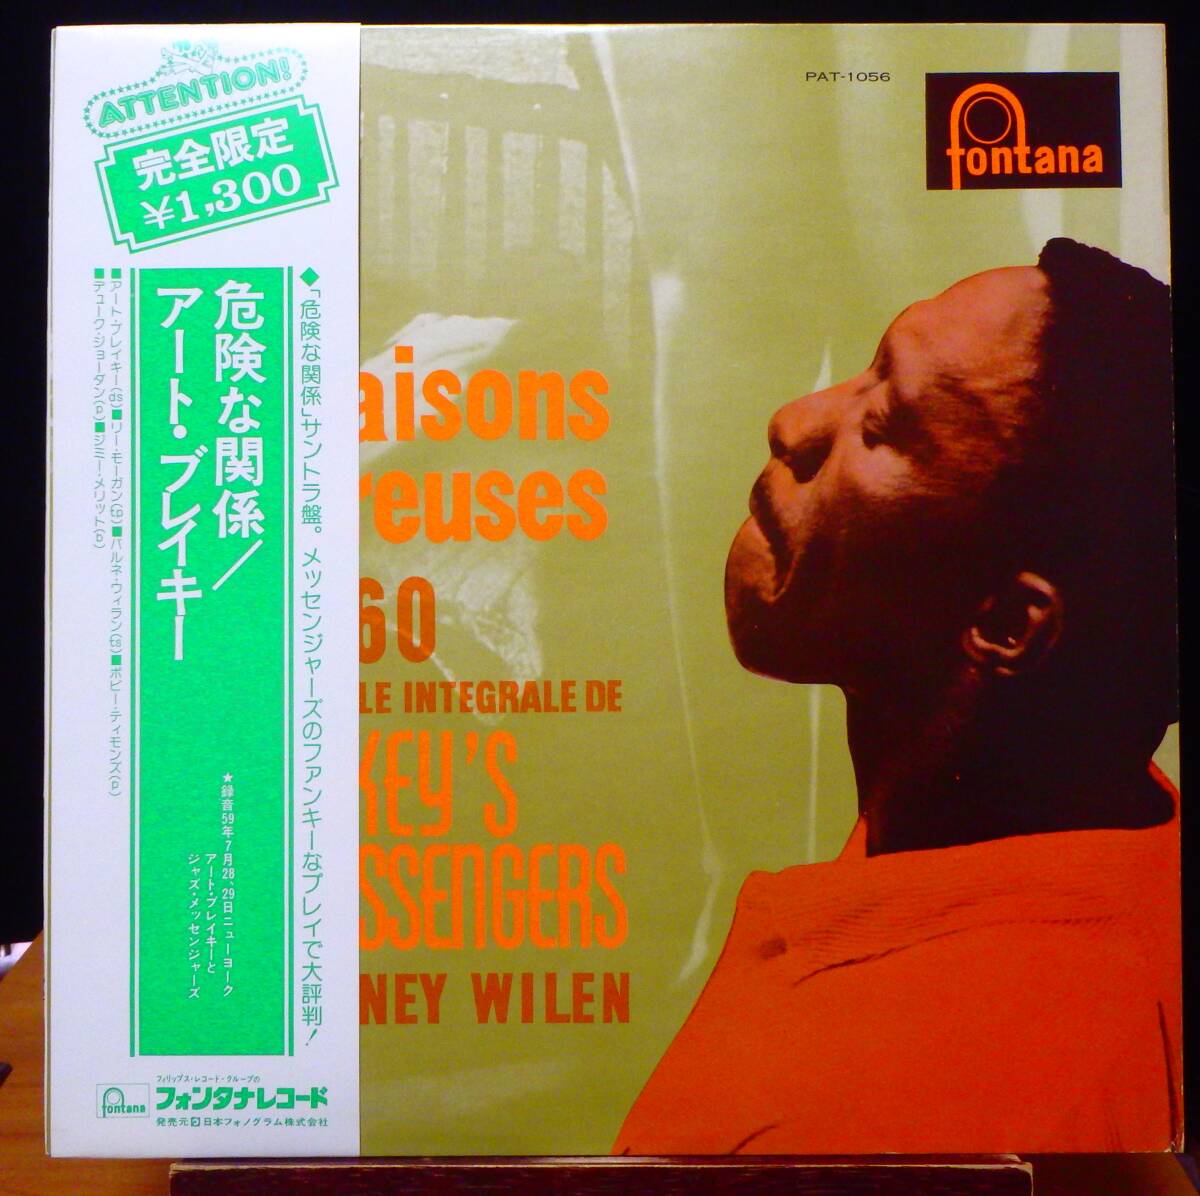 ATTENTION!
完全限定
¥1,300
◆「危険な関係」サントラ盤。メッセンジャーズのファンキーなプレイで大評判!
危険な関係/
アート・ブレイキー
★録音59年7月28、29日ニューヨーク
アート・ブレイキーと
ジャズ・メッセンジャーズ
■アート・ブレイキー(ds)■リー・モーガン(tp)■バルネ・ウィラン(ts)■ボビー・ティモンズ(p)
■デューク・ジョーダン(p)■ジミー・メリット(b)
fontana
フィリップス・レコード・グループの
フォンタナレコード
発売元 日本フォノグラム株式会社
PAT-1056
fontana
aisons
reuses
60
LE INTEGRALE DE
KEY'S
SSENGERS
NEY WILEN